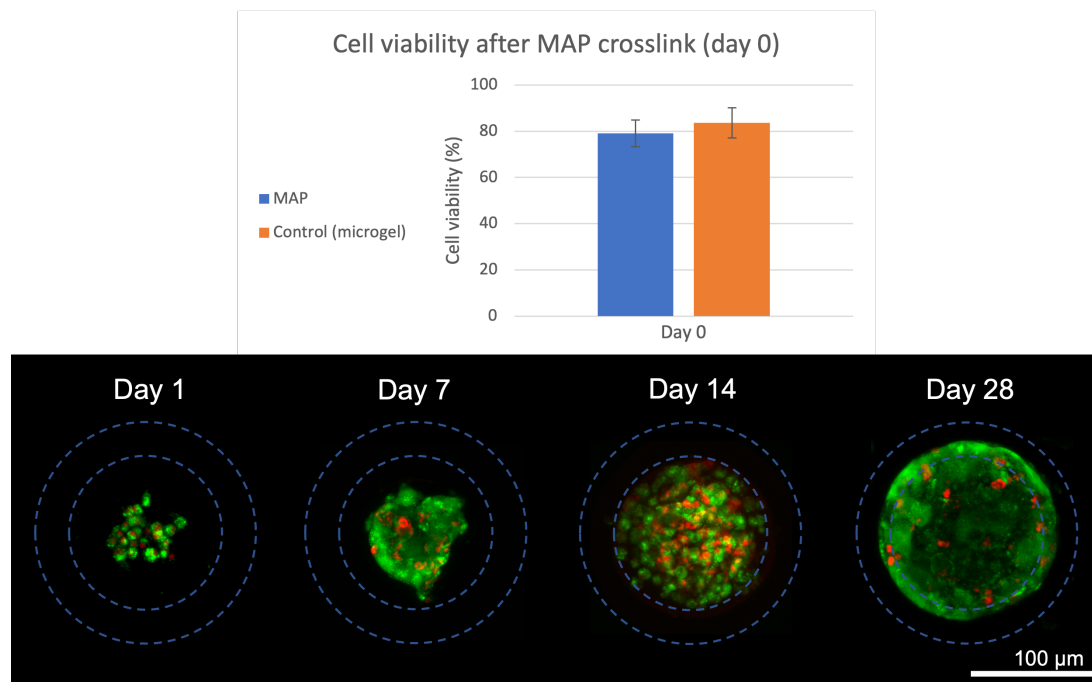 Cell viability after MAP crosslink (day 0)
100
80
60
40
20
0
Cell viability (%)
MAP
Control (microgel)
Day 0
Day 1
Day 7
Day 14
Day 28
100 µm